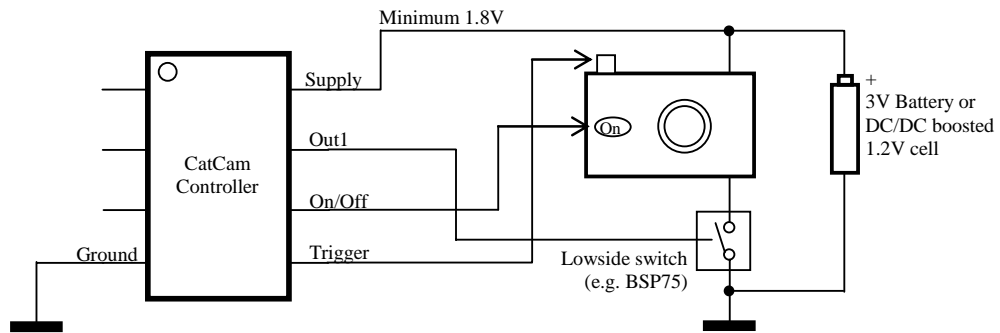 Minimum 1.8V
Supply
Out1
On/Off
Trigger
CatCam
Controller
Ground
On
Lowside switch
(e.g. BSP75)
+
3V Battery or
DC/DC boosted
1.2V cell